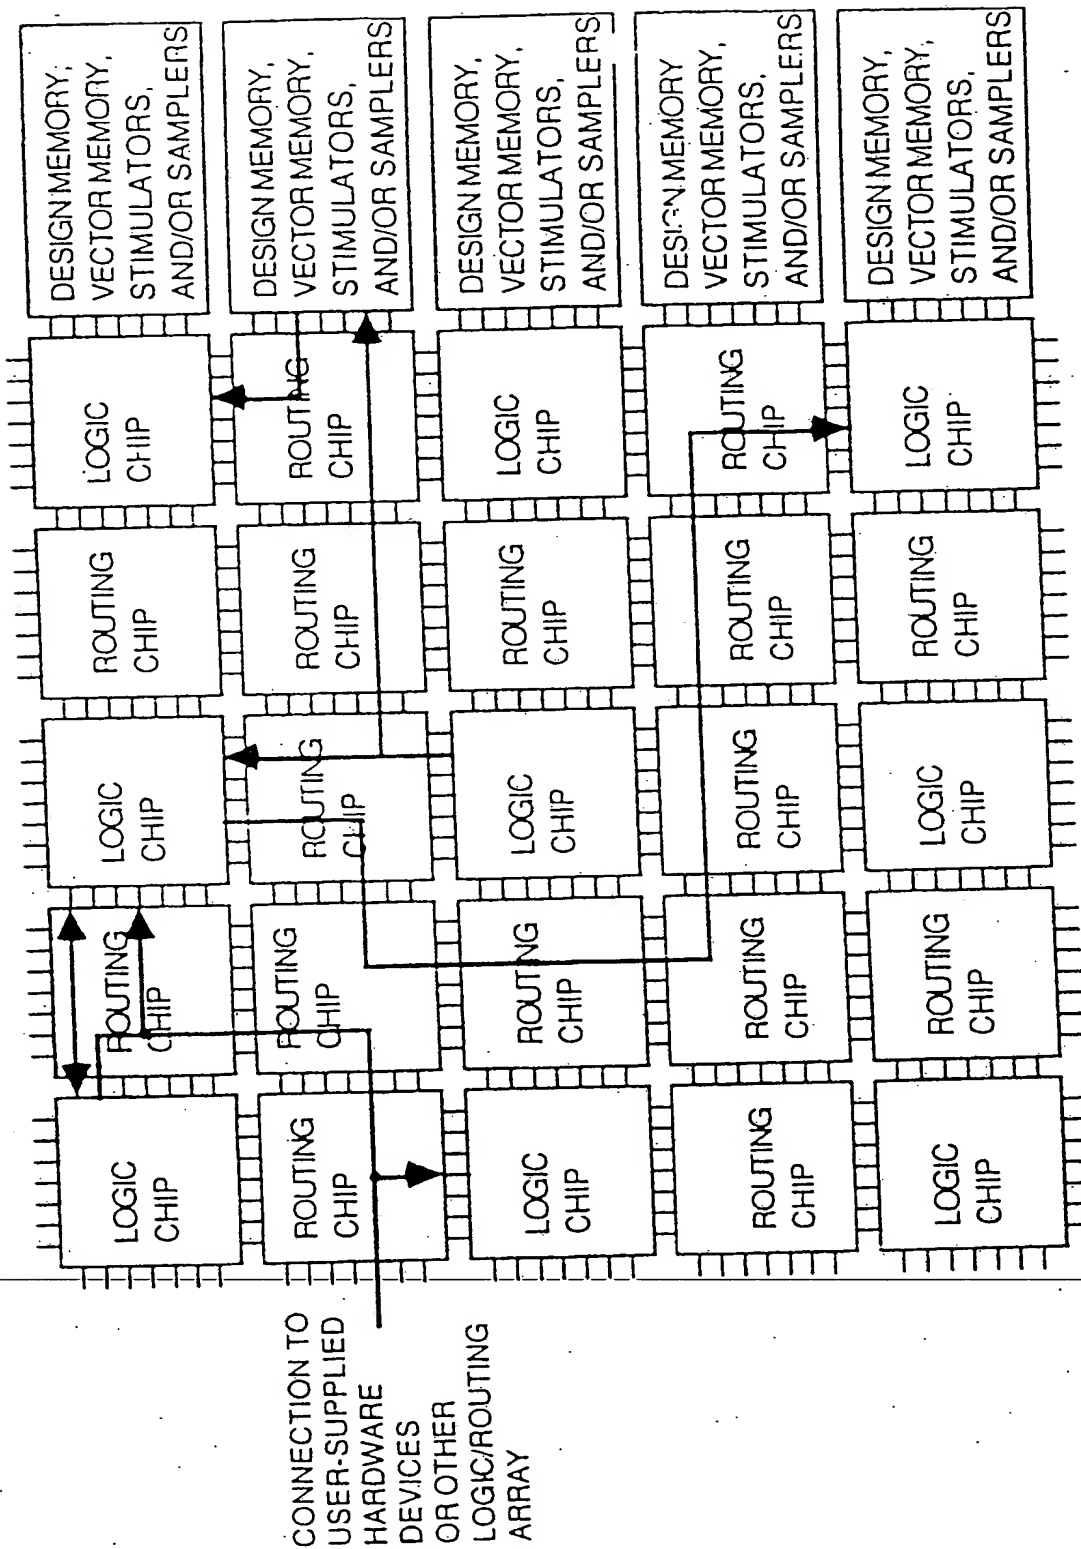 LOGIC
CHIP
ROUTING
CHIP
LOGIC
CHIP
ROUTING
CHIP
LOGIC
CHIP
DESIGN MEMORY,
VECTOR MEMORY,
STIMULATORS,
AND/OR SAMPLERS
CONNECTION TO
USER-SUPPLIED
HARDWARE
DEVICES
OR OTHER
LOGIC/ROUTING
ARRAY
ROUTING
CHIP
ROUTING
CHIP
ROUTING
CHIP
ROUTING
CHIP
ROUTING
CHIP
DESIGN MEMORY,
VECTOR MEMORY,
STIMULATORS,
AND/OR SAMPLERS
LOGIC
CHIP
ROUTING
CHIP
LOGIC
CHIP
ROUTING
CHIP
LOGIC
CHIP
DESIGN MEMORY,
VECTOR MEMORY,
STIMULATORS,
AND/OR SAMPLERS
ROUTING
CHIP
ROUTING
CHIP
ROUTING
CHIP
ROUTING
CHIP
ROUTING
CHIP
DESIGN MEMORY
VECTOR MEMORY,
STIMULATORS,
AND/OR SAMPLERS
LOGIC
CHIP
ROUTING
CHIP
LOGIC
CHIP
ROUTING
CHIP
LOGIC
CHIP
DESIGN MEMORY,
VECTOR MEMORY,
STIMULATORS,
AND/OR SAMPLERS